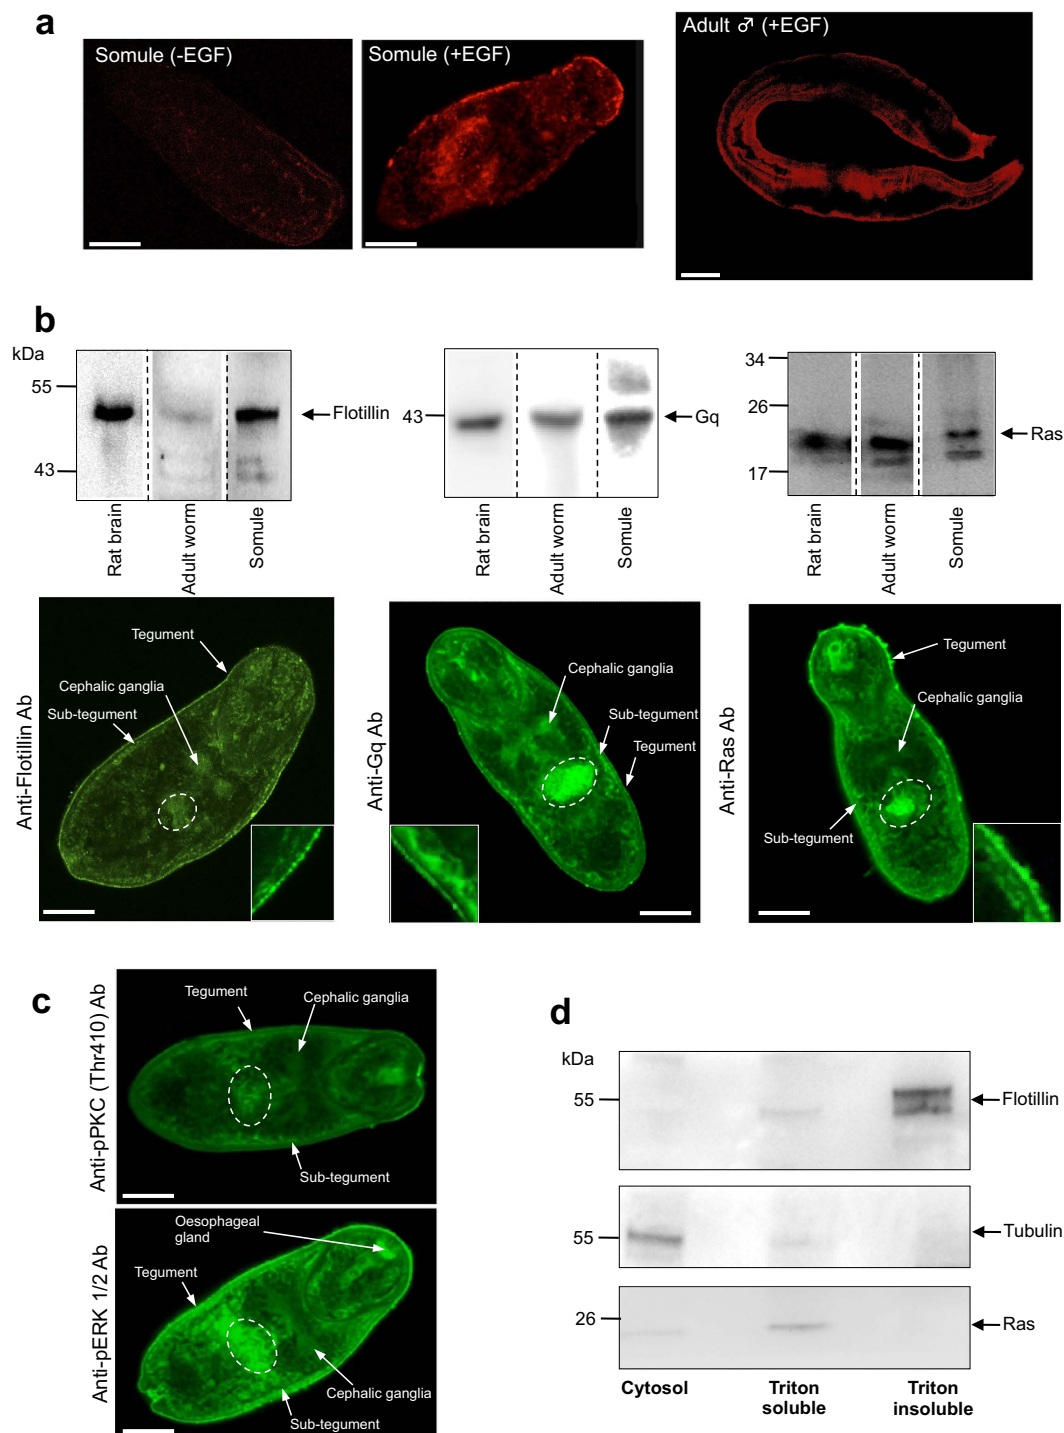 a
Somule (-EGF)
Somule (+EGF)
Adult ♂ (+EGF)
b
kDa
55
43
Flotillin
Rat brain
Adult worm
Somule
43
Gq
Rat brain
Adult worm
Somule
34
26
17
Ras
Rat brain
Adult worm
Somule
Anti-Flotillin Ab
Tegument
Cephalic ganglia
Sub-tegument
Anti-Gq Ab
Cephalic ganglia
Sub-tegument
Tegument
Anti-Ras Ab
Tegument
Cephalic ganglia
Sub-tegument
c
Anti-pPKC (Thr410) Ab
Tegument
Cephalic ganglia
Sub-tegument
Anti-pERK 1/2 Ab
Oesophageal
gland
Tegument
Cephalic ganglia
Sub-tegument
d
kDa
55
Flotillin
55
Tubulin
26
Ras
Cytosol
Triton
soluble
Triton
insoluble